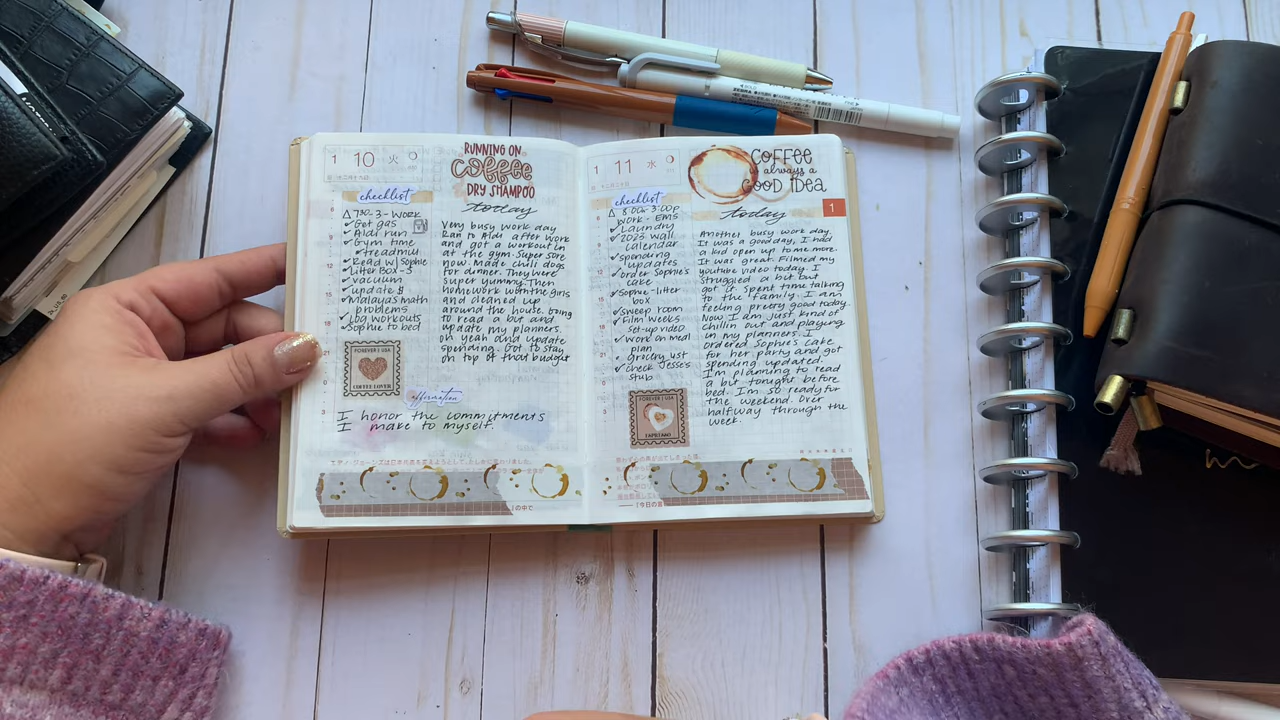 1 10 火
RUNNING ON
coffee
DRY SHAMPOO
checklist
today
△ 7:30-3-Work
✓ Get gas
✓ Aldi run
✓ Gym time
+treadmill
✓ Read w/ Sophie
✓ Litter Box -S
✓ vacuum
✓ update B
✓ Malaya's math
problems
✓ Log workouts
✓ Sophie to bed
Very busy work day
Ran to Aldi after work
and got a workout in
at the gym. Super sore
now. Made chili dogs
for dinner. They were
super yummy. Then
homework with the girls
and cleaned up
around the house. Going
to read a bit and
update my planners.
oh yeah and update
spending. Got to stay
on top of that budget
FOREVER | USA
COFFEE LOVER
affirmation
I honor the commitments
I make to myself.
1 11 水
COFFEE
always a
GOOD IDEA
1
checklist
today
△ 8:00-3:00p
Work - EMS
✓ Laundry
✓ 2023 wall
calendar
✓ spending
updates
✓ order Sophie's
cake
✓ Sophie-litter
box
✓ Sweep room
✓ Film Weeks
set-up video
✓ Work on meal
plan
✓ grocery list
✓ check Jesse's
stub
Another busy work day.
It was a good day, I had
a kid open up to me more.
It was great. Filmed my
youtube video today. I
struggled a bit but
got it. Spent time talking
to the family. I am
feeling pretty good today.
Now I am just kind of
chillin out and playing
in my planners. I
ordered Sophie's cake
for her party and got
spending updated.
I'm planning to read
a bit tonight before
bed. I'm so ready for
the weekend. Over
halfway through the
week.
FOREVER | USA
ZEBRA